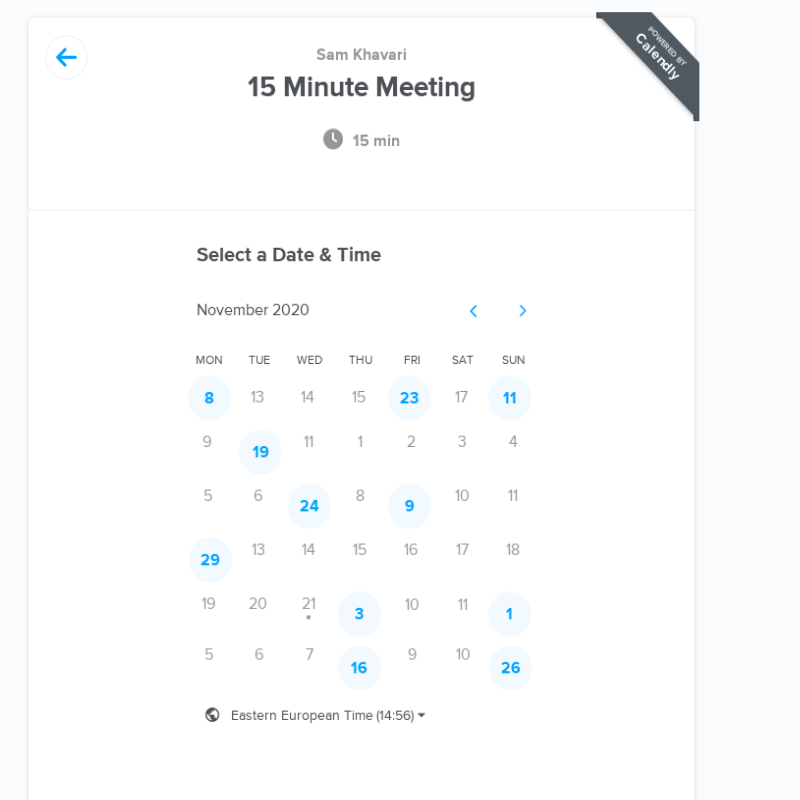 POWERED BY
Calendly
Sam Khavari
15 Minute Meeting
15 min
Select a Date & Time
November 2020
MON TUE WED THU FRI SAT SUN
8 13 14 15 23 17 11
9 19 11 1 2 3 4
5 6 24 8 9 10 11
29 13 14 15 16 17 18
19 20 21 3 10 11 1
5 6 7 16 9 10 26
Eastern European Time (14:56)